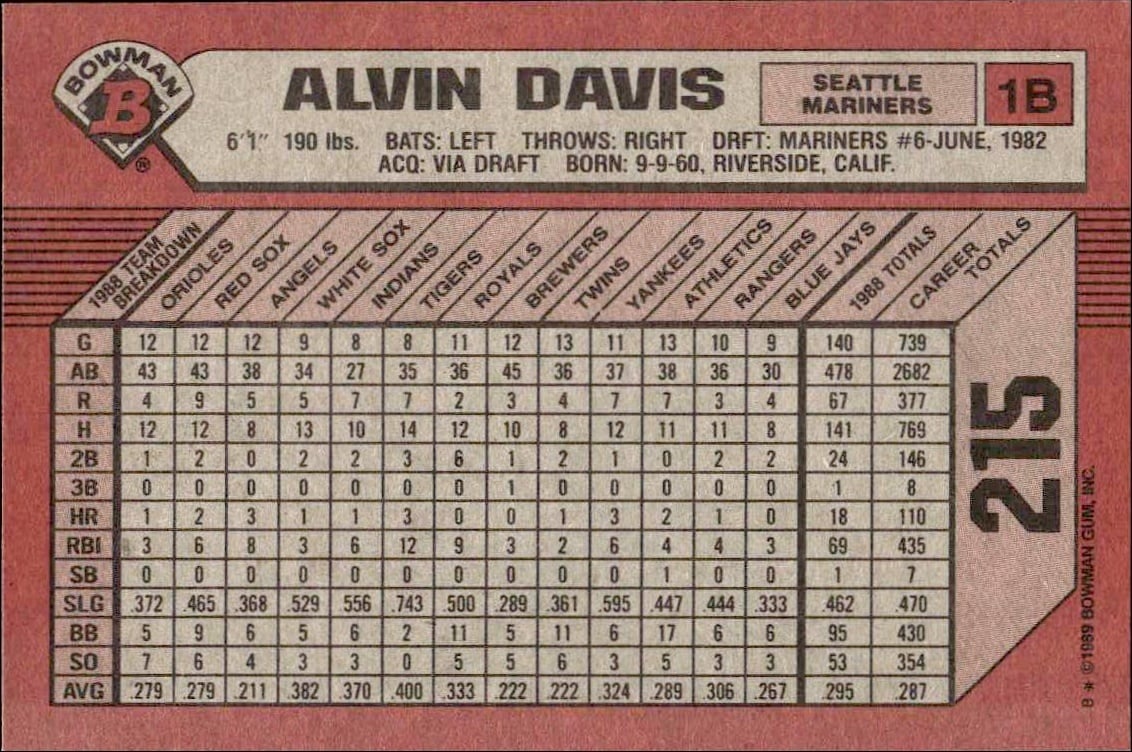 BOWMAN
B
®
ALVIN DAVIS
SEATTLE
MARINERS
1B
6'1" 190 lbs. BATS: LEFT THROWS: RIGHT DRFT: MARINERS #6-JUNE, 1982
ACQ: VIA DRAFT BORN: 9-9-60, RIVERSIDE, CALIF.
1988 TEAM BREAKDOWN ORIOLES RED SOX ANGELS WHITE SOX INDIANS TIGERS ROYALS BREWERS TWINS YANKEES ATHLETICS RANGERS BLUE JAYS 1988 TOTALS CAREER TOTALS
G 12 12 12 9 8 8 11 12 13 11 13 10 9 140 739
AB 43 43 38 34 27 35 36 45 36 37 38 36 30 478 2682
R 4 9 5 5 7 7 2 3 4 7 7 3 4 67 377
H 12 12 8 13 10 14 12 10 8 12 11 11 8 141 769
2B 1 2 0 2 2 3 6 1 2 1 0 2 2 24 146
3B 0 0 0 0 0 0 0 1 0 0 0 0 0 1 8
HR 1 2 3 1 1 3 0 0 1 3 2 1 0 18 110
RBI 3 6 8 3 6 12 9 3 2 6 4 4 3 69 435
SB 0 0 0 0 0 0 0 0 0 0 1 0 0 1 7
SLG .372 .465 .368 .529 .556 .743 .500 .289 .361 .595 .447 .444 .333 .462 .470
BB 5 9 6 5 6 2 11 5 11 6 17 6 6 95 430
SO 7 6 4 3 3 0 5 5 6 3 5 3 3 53 354
AVG .279 .279 .211 .382 .370 .400 .333 .222 .222 .324 .289 .306 .267 .295 .287
215
B * ©1989 BOWMAN GUM, INC.